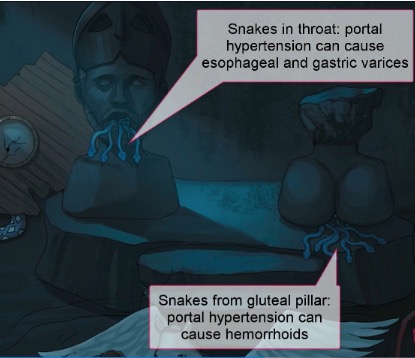 Snakes in throat: portal
hypertension can cause
esophageal and gastric varices
Snakes from gluteal pillar:
portal hypertension can
cause hemorrhoids